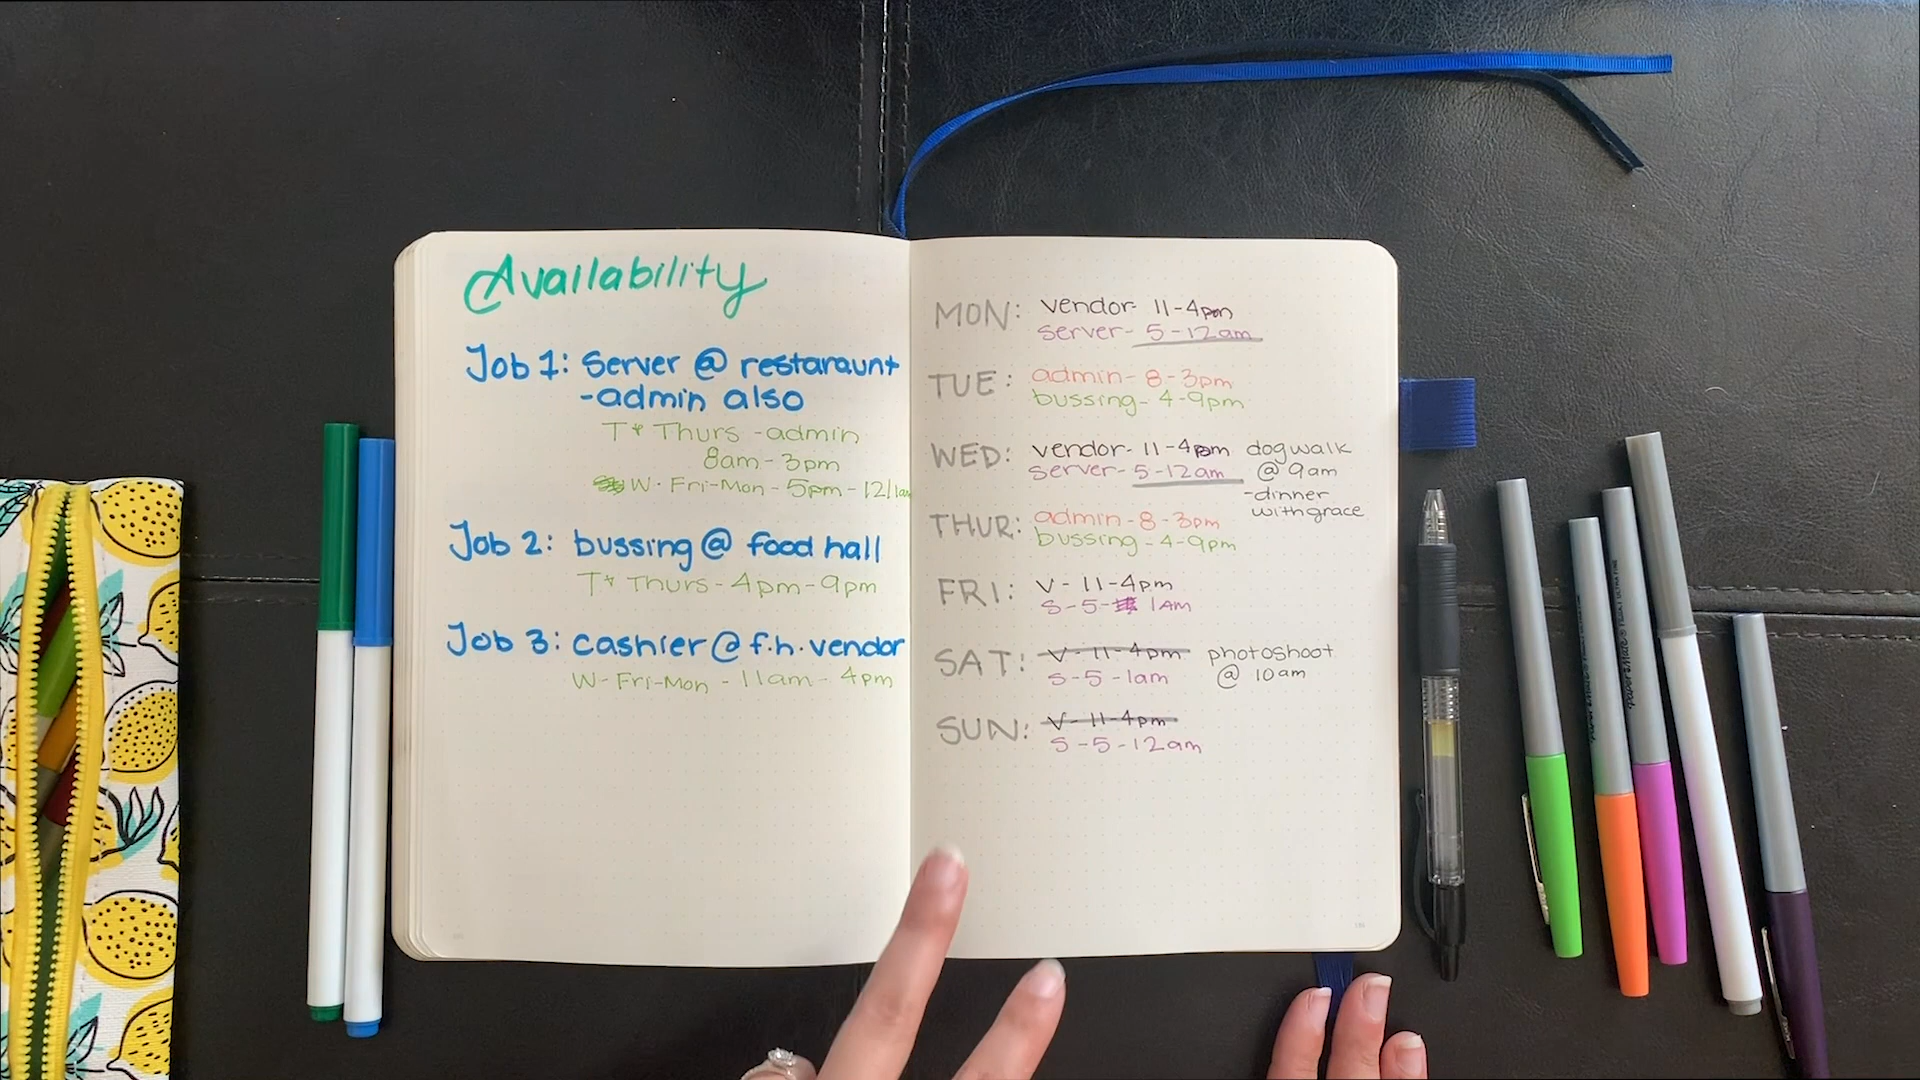 Availability
Job 1: Server @ restaraunt
-admin also
T + Thurs - admin
8am - 3pm
W - Fri-Mon - 5pm - 12/1am
Job 2: bussing @ food hall
T + Thurs - 4pm - 9pm
Job 3: cashier @ f.h. vendor
W - Fri-Mon - 11am - 4pm
MON: vendor - 11-4pm
server - 5-12am
TUE: admin - 8-3pm
bussing - 4-9pm
WED: vendor - 11-4pm
server - 5-12am
dogwalk
@ 9am
-dinner
with grace
THUR: admin - 8-3pm
bussing - 4-9pm
FRI: V - 11-4pm
S - 5 - 1AM
SAT: V - 11-4pm
S - 5 - 1am
photoshoot
@ 10am
SUN: V - 11-4pm
S - 5 - 12am